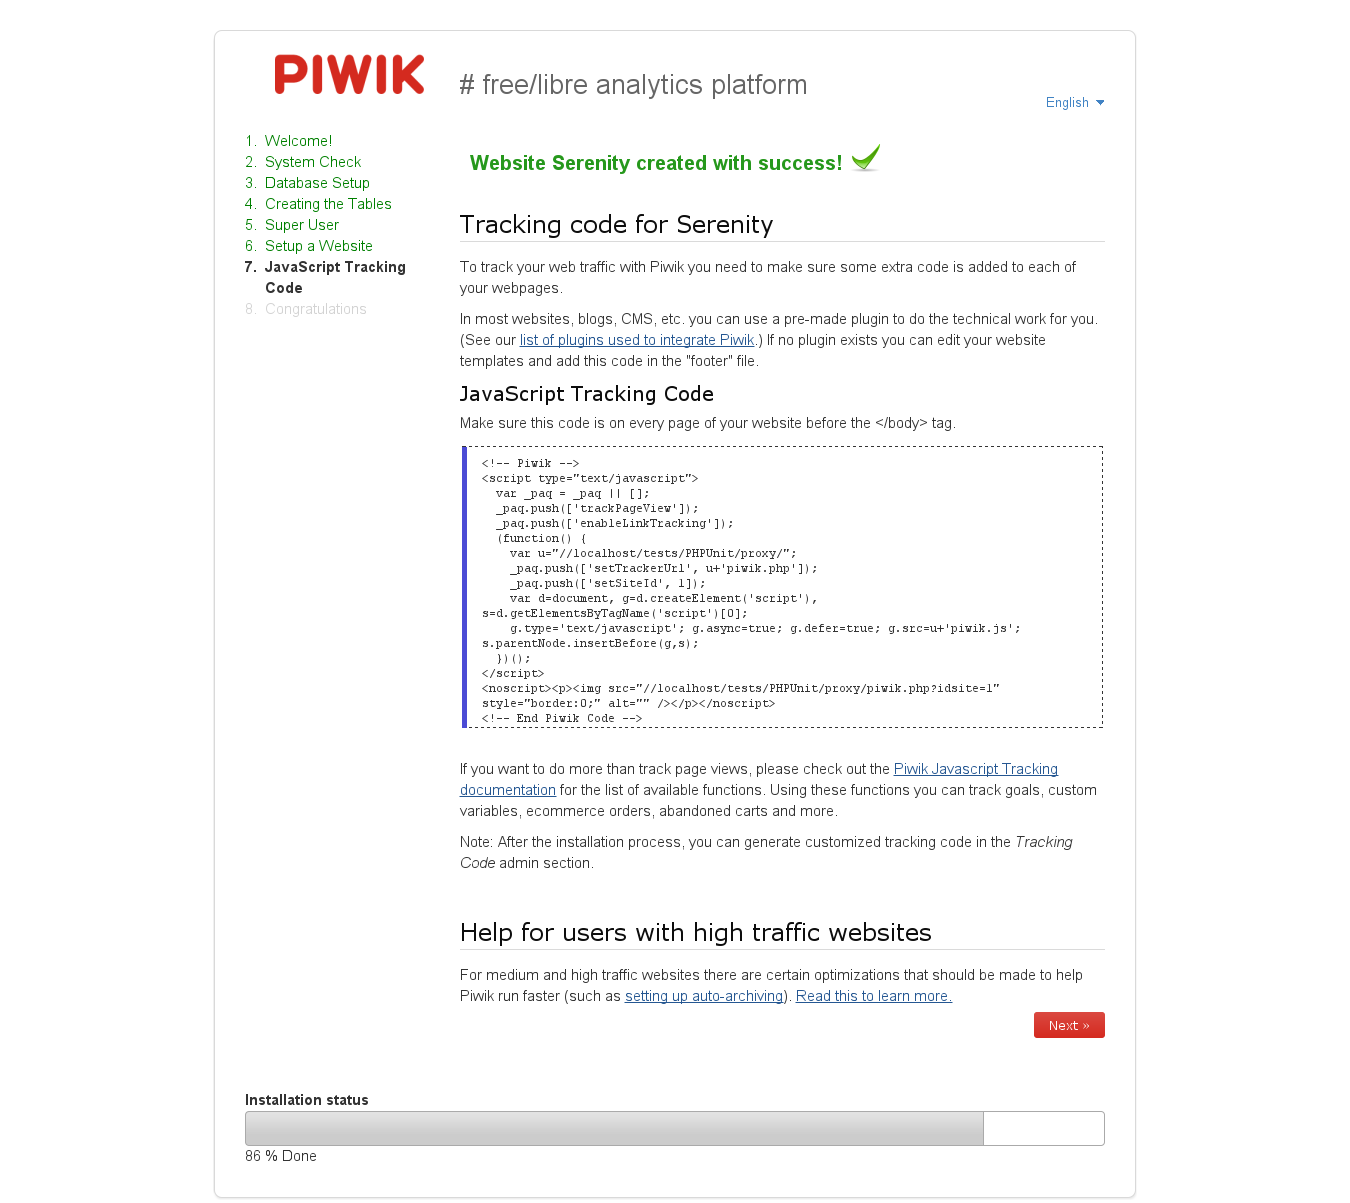 PIWIK
# free/libre analytics platform
English
1. Welcome!
2. System Check
3. Database Setup
4. Creating the Tables
5. Super User
6. Setup a Website
7. JavaScript Tracking
Code
8. Congratulations
Website Serenity created with success!
Tracking code for Serenity
To track your web traffic with Piwik you need to make sure some extra code is added to each of
your webpages.
In most websites, blogs, CMS, etc. you can use a pre-made plugin to do the technical work for you.
(See our list of plugins used to integrate Piwik.) If no plugin exists you can edit your website
templates and add this code in the "footer" file.
JavaScript Tracking Code
Make sure this code is on every page of your website before the </body> tag.
<!-- Piwik -->
<script type="text/javascript">
  var _paq = _paq || [];
  _paq.push(['trackPageView']);
  _paq.push(['enableLinkTracking']);
  (function() {
    var u="//localhost/tests/PHPUnit/proxy/";
    _paq.push(['setTrackerUrl', u+'piwik.php']);
    _paq.push(['setSiteId', 1]);
    var d=document, g=d.createElement('script'),
s=d.getElementsByTagName('script')[0];
    g.type='text/javascript'; g.async=true; g.defer=true; g.src=u+'piwik.js';
s.parentNode.insertBefore(g,s);
  })();
</script>
<noscript><p><img src="//localhost/tests/PHPUnit/proxy/piwik.php?idsite=1"
style="border:0;" alt="" /></p></noscript>
<!-- End Piwik Code -->
If you want to do more than track page views, please check out the Piwik Javascript Tracking
documentation for the list of available functions. Using these functions you can track goals, custom
variables, ecommerce orders, abandoned carts and more.
Note: After the installation process, you can generate customized tracking code in the Tracking
Code admin section.
Help for users with high traffic websites
For medium and high traffic websites there are certain optimizations that should be made to help
Piwik run faster (such as setting up auto-archiving). Read this to learn more.
Next »
Installation status
86 % Done